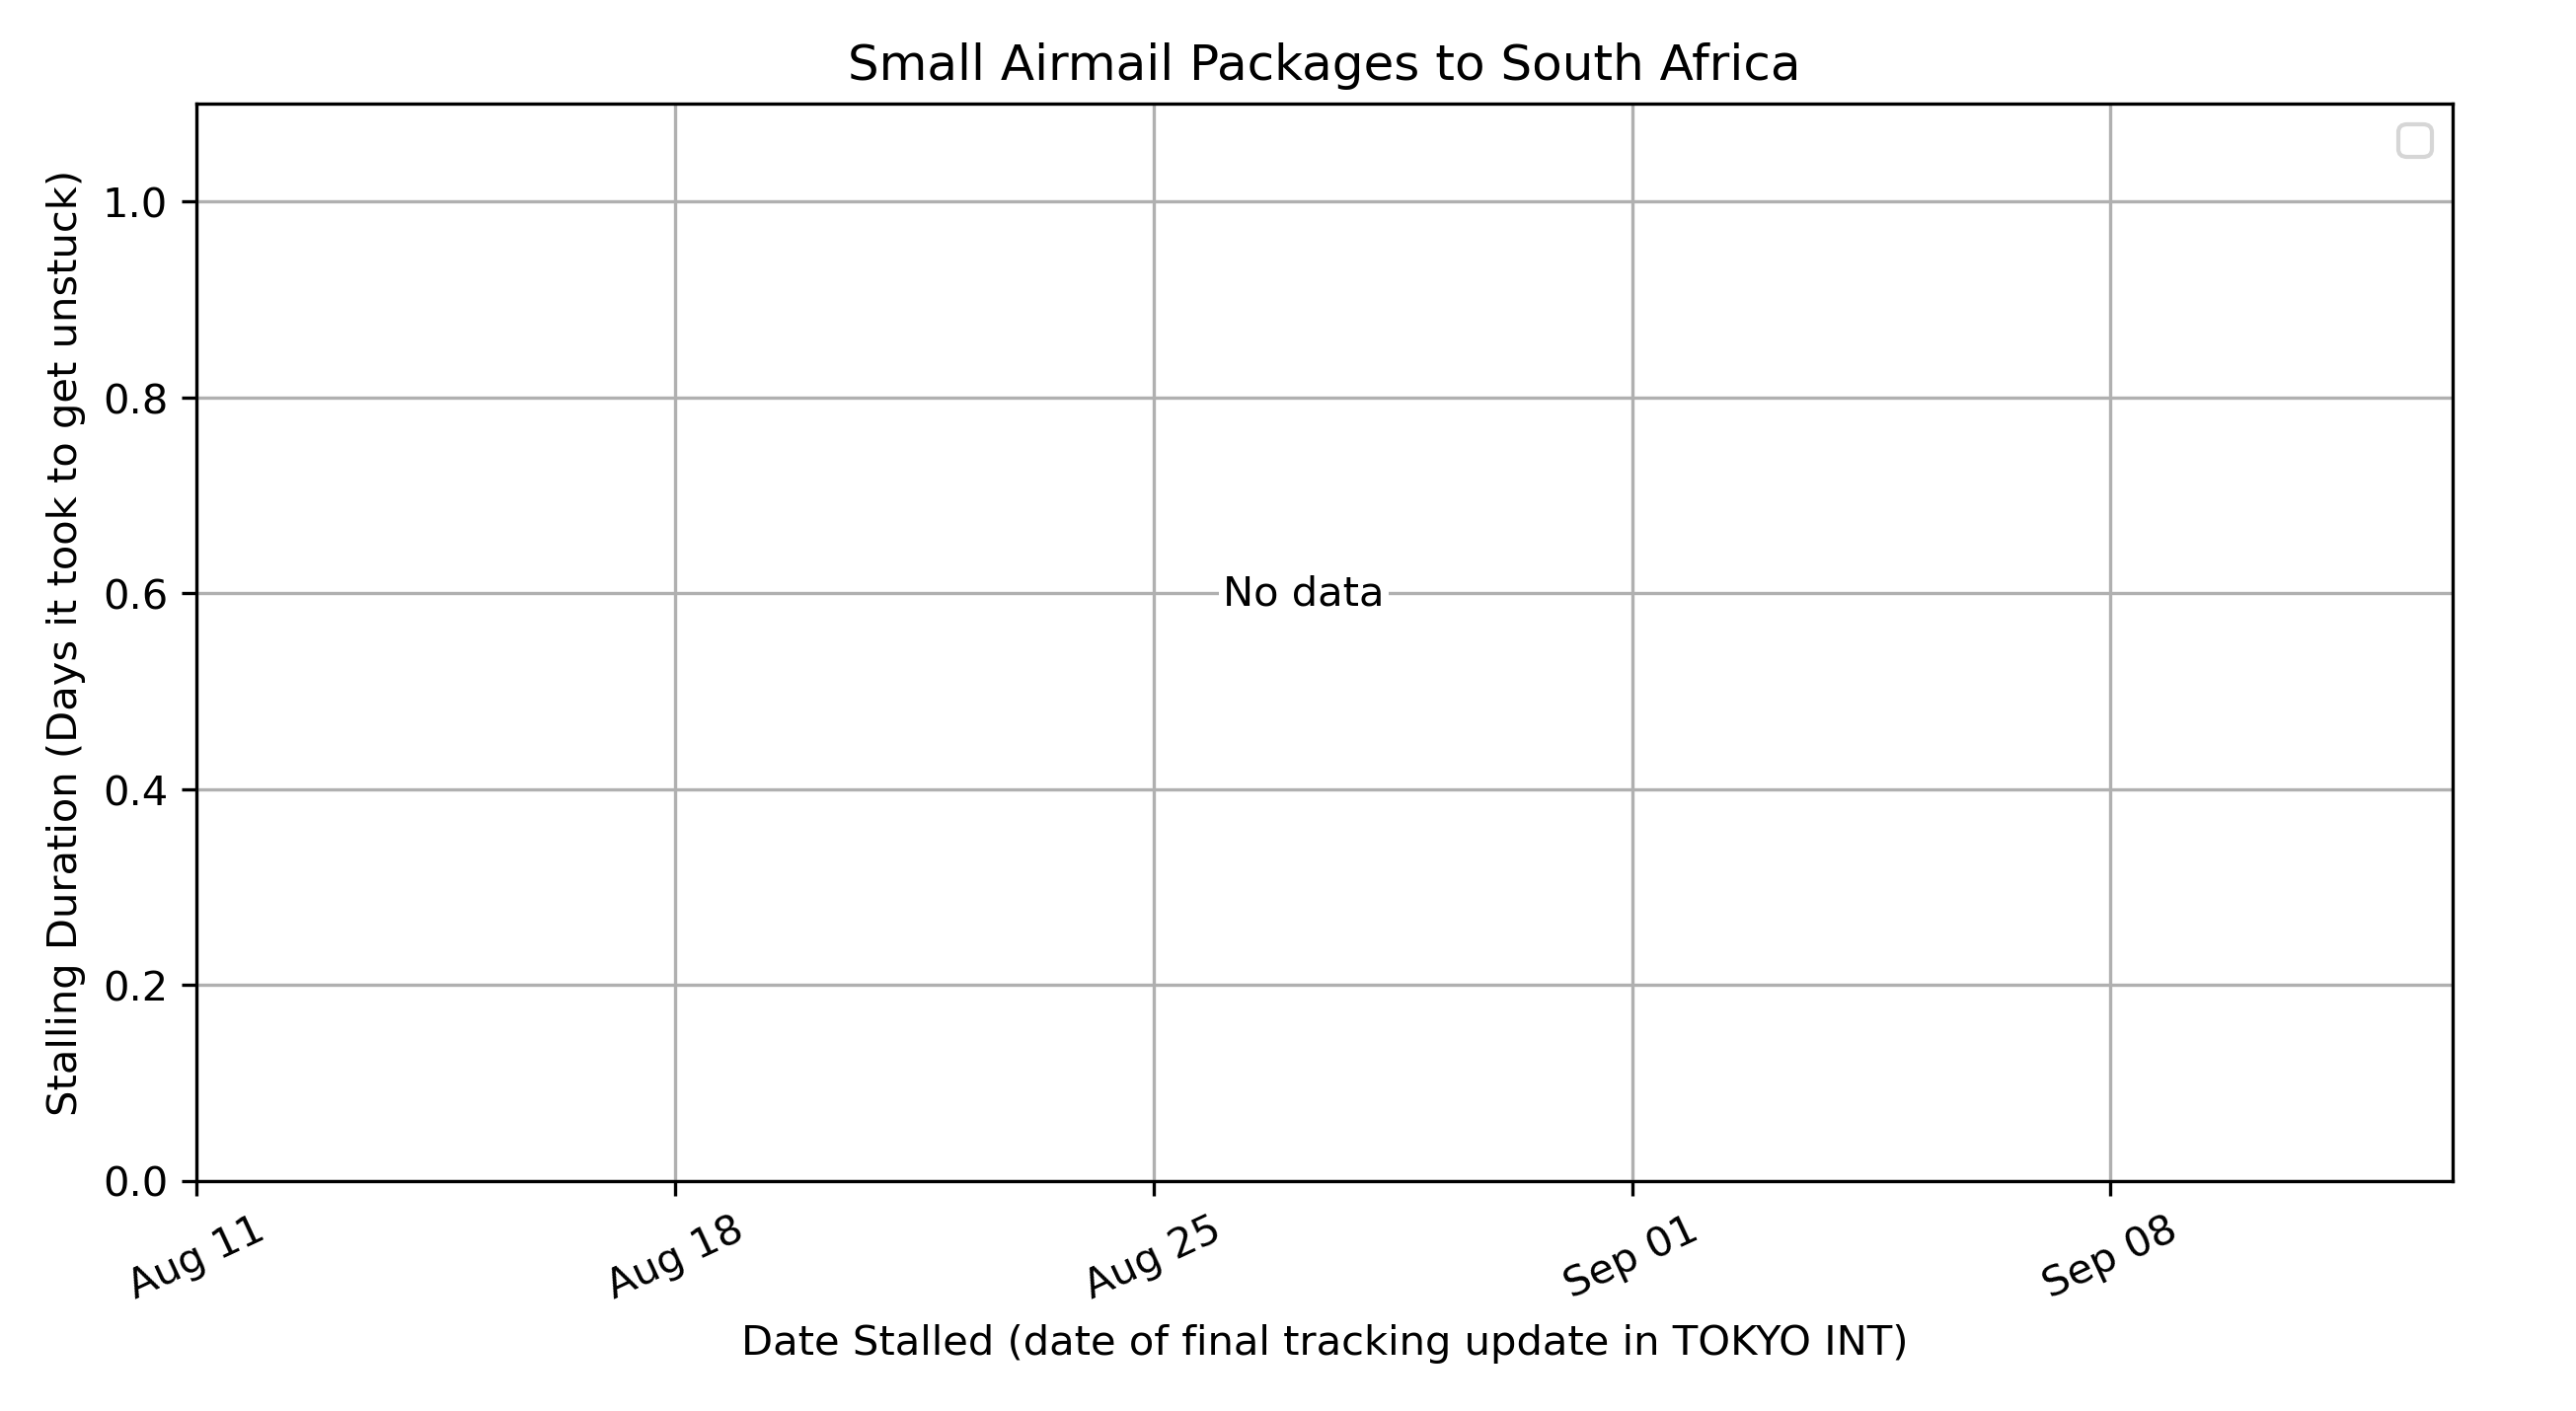 Small Airmail Packages to South Africa
Stalling Duration (Days it took to get unstuck)
1.0
0.8
0.6
0.4
0.2
0.0
No data
Aug 11
Aug 18
Aug 25
Sep 01
Sep 08
Date Stalled (date of final tracking update in TOKYO INT)